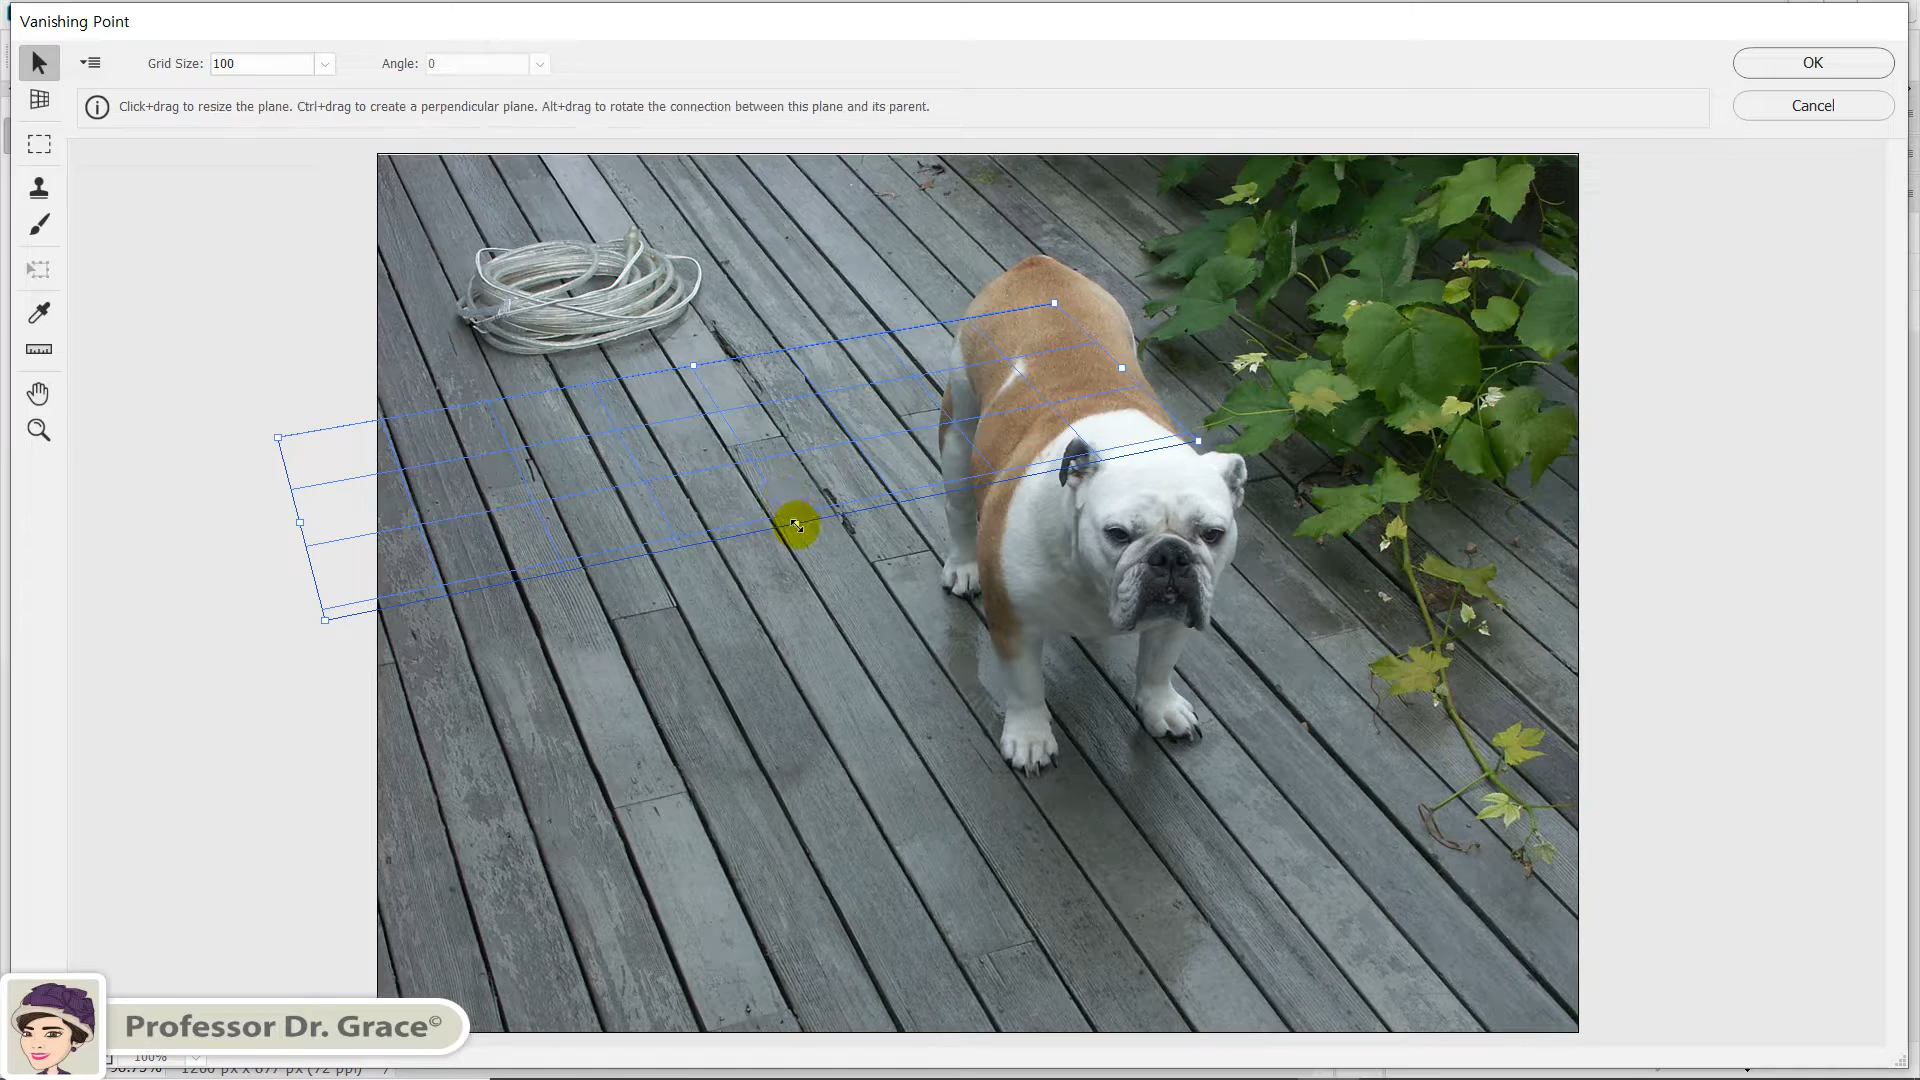 Vanishing Point
Grid Size: 100 Angle: 0 OK
Click+drag to resize the plane. Ctrl+drag to create a perpendicular plane. Alt+drag to rotate the connection between this plane and its parent.
Cancel
Professor Dr. Grace©
100%